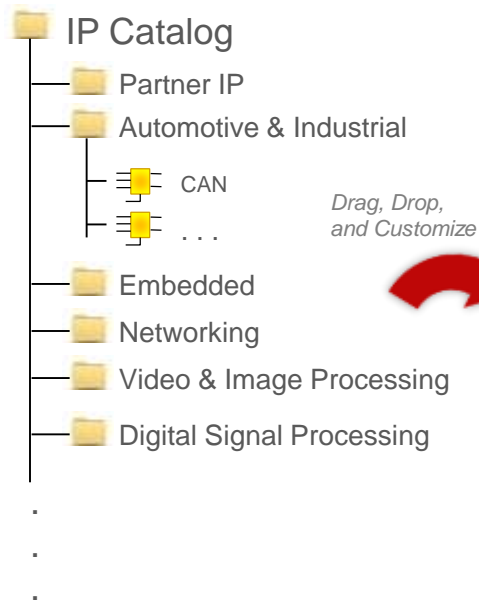 IP Catalog
Partner IP
Automotive & Industrial
CAN
. . .
Drag, Drop,
and Customize
Embedded
Networking
Video & Image Processing
Digital Signal Processing
.
.
.